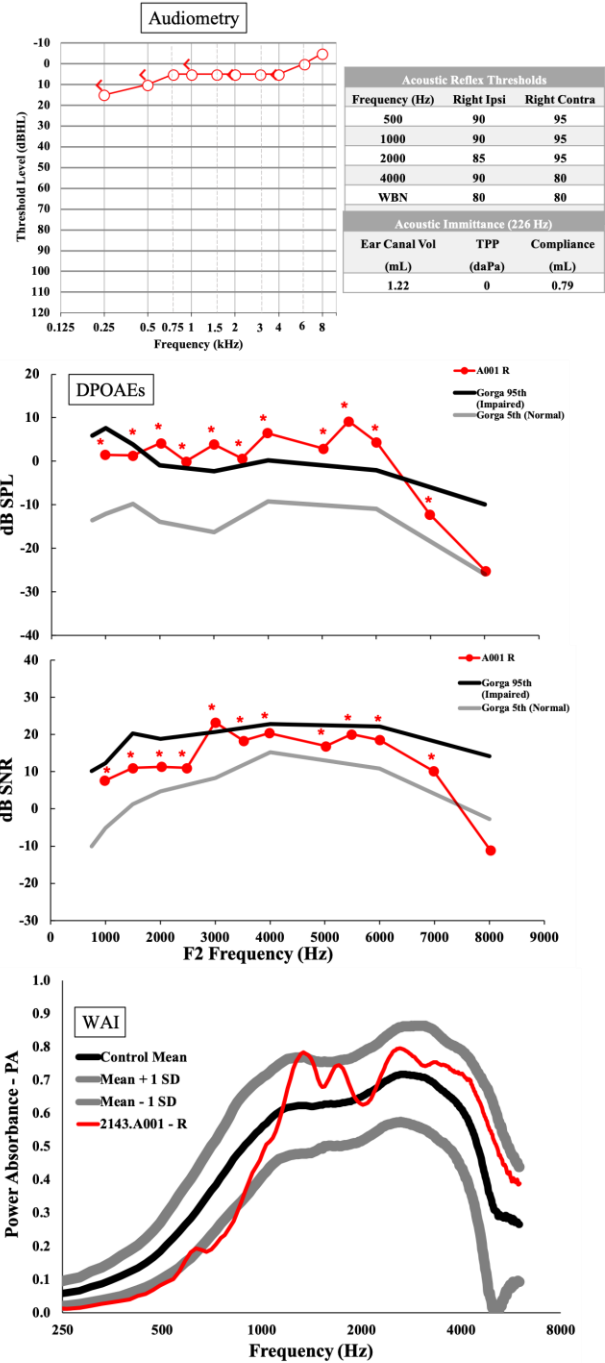 Audiometry
-10
0
10
20
30
40
50
60
70
80
90
100
110
120
Threshold Level (dBHL)
0.125 0.25 0.5 0.75 1 1.5 2 3 4 6 8
Frequency (kHz)
Acoustic Reflex Thresholds
Frequency (Hz) Right Ipsi Right Contra
500 90 95
1000 90 95
2000 85 95
4000 90 80
WBN 80 80
Acoustic Immittance (226 Hz)
Ear Canal Vol TPP Compliance
(mL) (daPa) (mL)
1.22 0 0.79
DPOAEs
20
10
0
-10
-20
-30
-40
dB SPL
A001 R
Gorga 95th
(Impaired)
Gorga 5th (Normal)
* * * * * * * * * * *
40
30
20
10
0
-10
-20
-30
dB SNR
A001 R
Gorga 95th
(Impaired)
Gorga 5th (Normal)
* * * * * * * * * * *
0 1000 2000 3000 4000 5000 6000 7000 8000 9000
F2 Frequency (Hz)
WAI
1.0
0.9
0.8
0.7
0.6
0.5
0.4
0.3
0.2
0.1
0.0
Power Absorbance - PA
Control Mean
Mean + 1 SD
Mean - 1 SD
2143.A001 - R
250 500 1000 2000 4000 8000
Frequency (Hz)